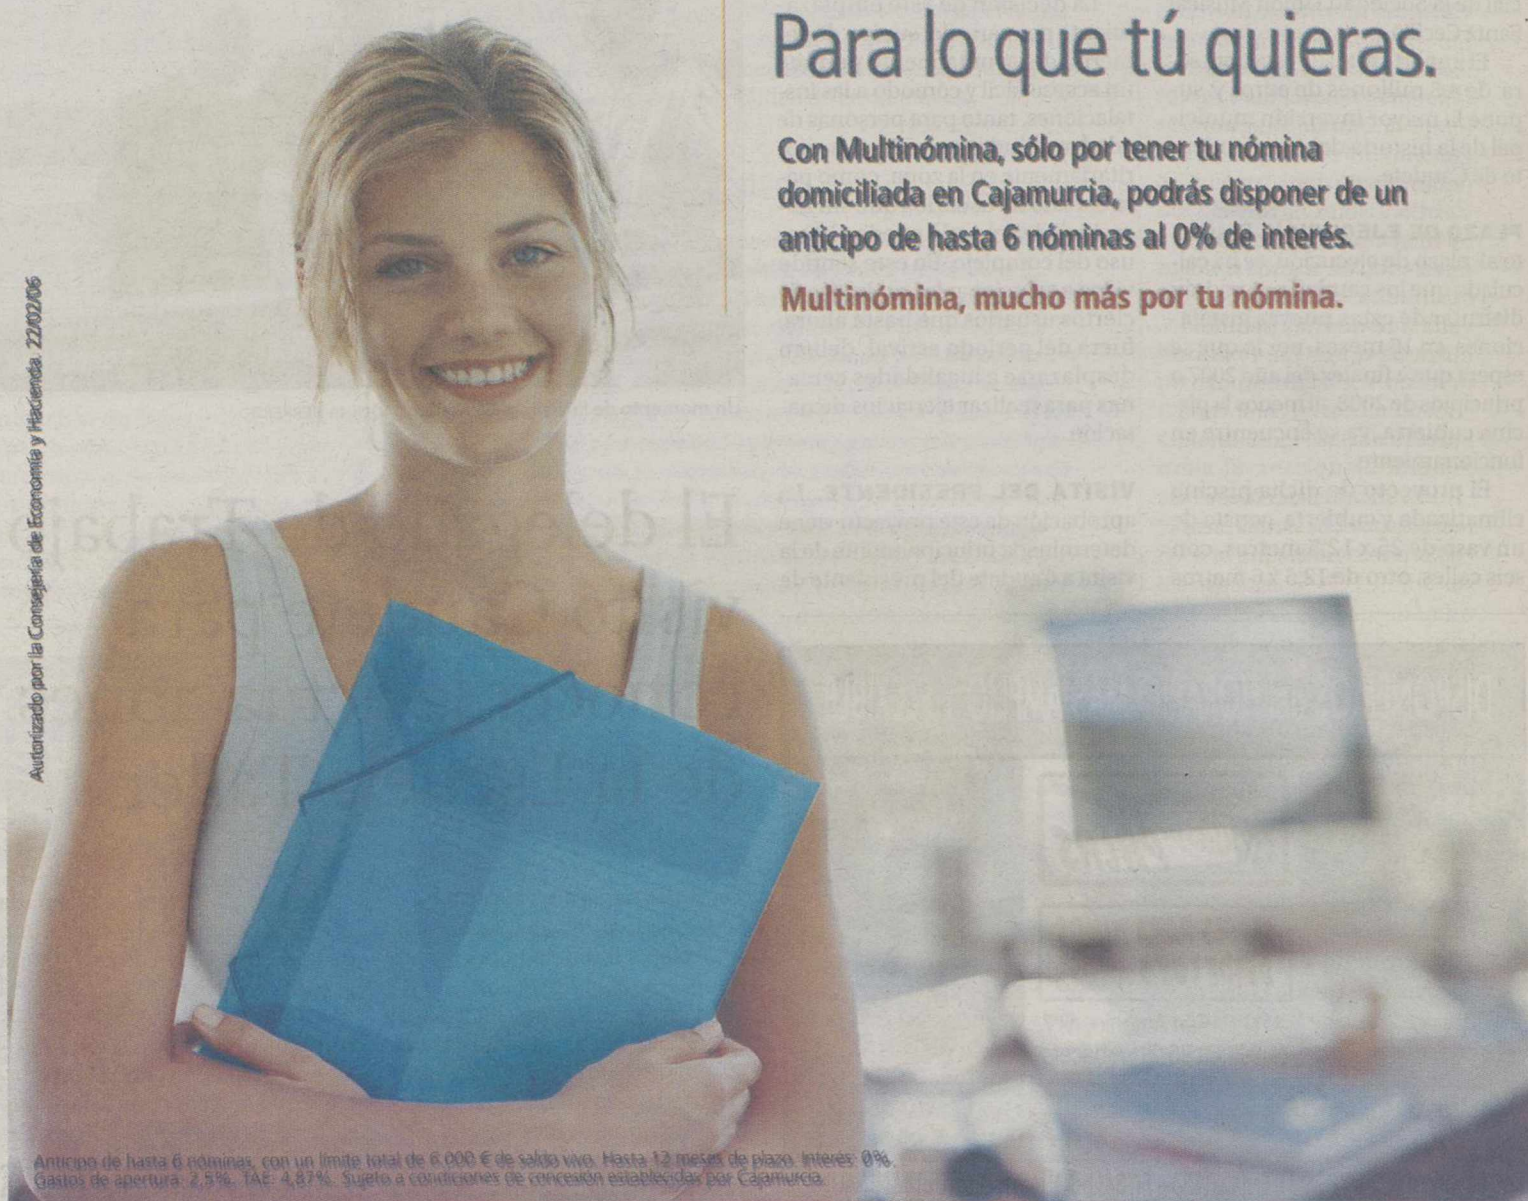 Para lo que tú quieras.
Con Multinómina, sólo por tener tu nómina
domiciliada en Cajamurcia, podrás disponer de un
anticipo de hasta 6 nóminas al 0% de interés.
Multinómina, mucho más por tu nómina.
Autorizado por la Consejería de Economía y Hacienda. 22/02/06
Anticipo de hasta 6 nóminas, con un límite total de 6.000 € de saldo vivo. Hasta 12 meses de plazo. Interés: 0%.
Gastos de apertura: 2,5%. TAE: 4,87%. Sujeto a condiciones de concesión establecidas por Cajamurcia.